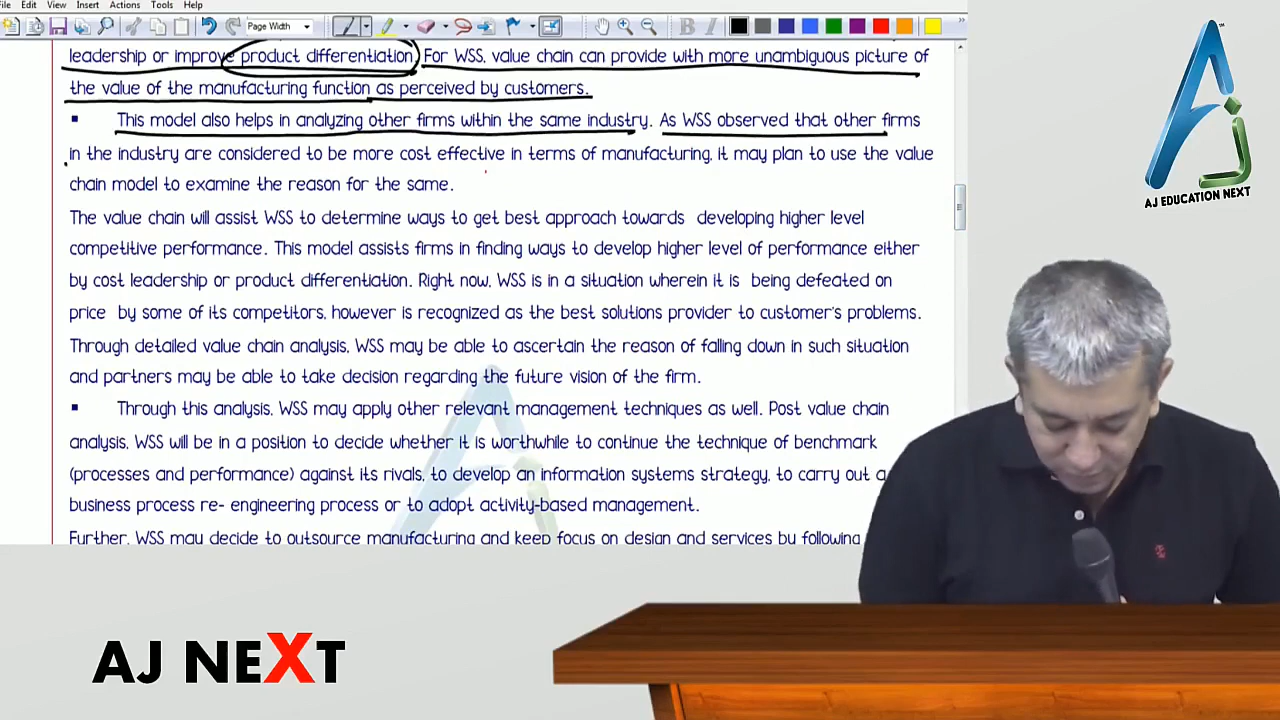 File Edit View Insert Actions Tools Help
Page Width
B I
leadership or improve product differentiation. For WSS, value chain can provide with more unambiguous picture of
the value of the manufacturing function as perceived by customers.
▪ This model also helps in analyzing other firms within the same industry. As WSS observed that other firms
in the industry are considered to be more cost effective in terms of manufacturing, it may plan to use the value
chain model to examine the reason for the same.
The value chain will assist WSS to determine ways to get best approach towards developing higher level
competitive performance. This model assists firms in finding ways to develop higher level of performance either
by cost leadership or product differentiation. Right now, WSS is in a situation wherein it is being defeated on
price by some of its competitors, however is recognized as the best solutions provider to customer's problems.
Through detailed value chain analysis, WSS may be able to ascertain the reason of falling down in such situation
and partners may be able to take decision regarding the future vision of the firm.
▪ Through this analysis, WSS may apply other relevant management techniques as well. Post value chain
analysis, WSS will be in a position to decide whether it is worthwhile to continue the technique of benchmark
(processes and performance) against its rivals, to develop an information systems strategy, to carry out a
business process re- engineering process or to adopt activity-based management.
Further, WSS may decide to outsource manufacturing and keep focus on design and services by following
AJ EDUCATION NEXT
AJ NEXT